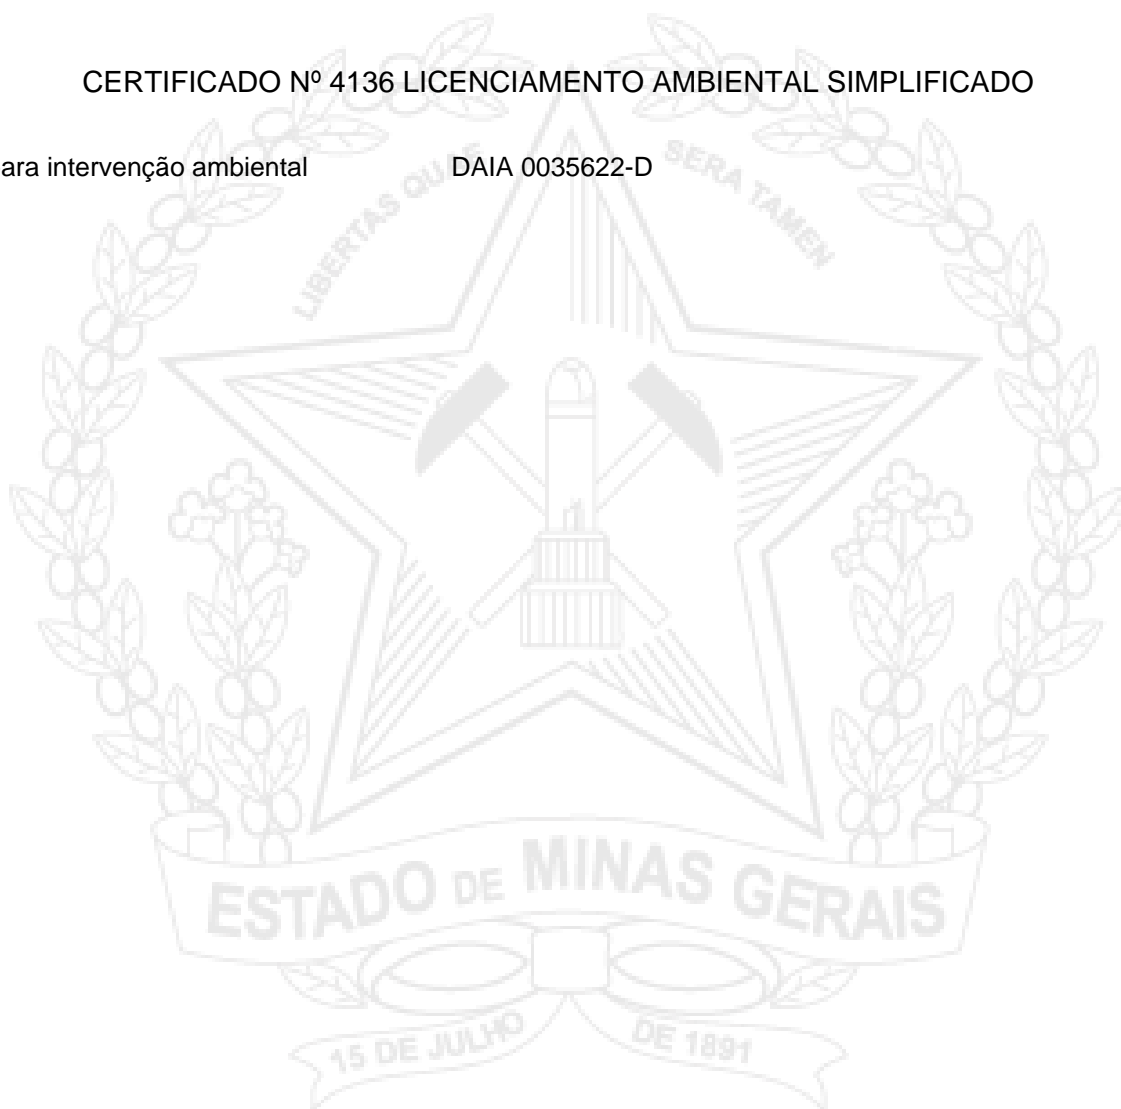 CERTIFICADO Nº 4136 LICENCIAMENTO AMBIENTAL SIMPLIFICADO
ara intervenção ambiental DAIA 0035622-D
LIBERTAS QUAE SERA TAMEN
ESTADO DE MINAS GERAIS
15 DE JULHO DE 1891